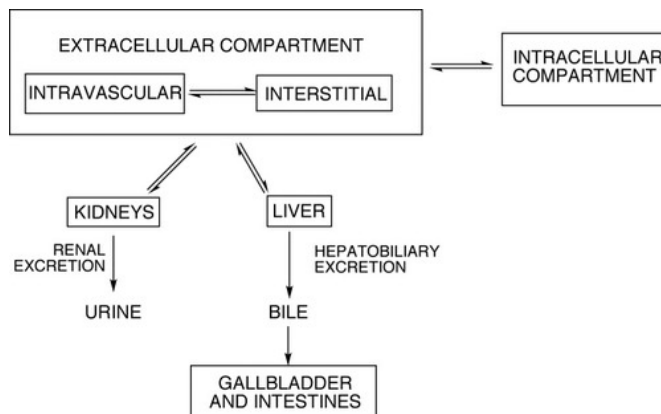 EXTRACELLULAR COMPARTMENT
INTRAVASCULAR
INTERSTITIAL
INTRACELLULAR
COMPARTMENT
KIDNEYS
LIVER
RENAL
EXCRETION
HEPATOBILIARY
EXCRETION
URINE
BILE
GALLBLADDER
AND INTESTINES